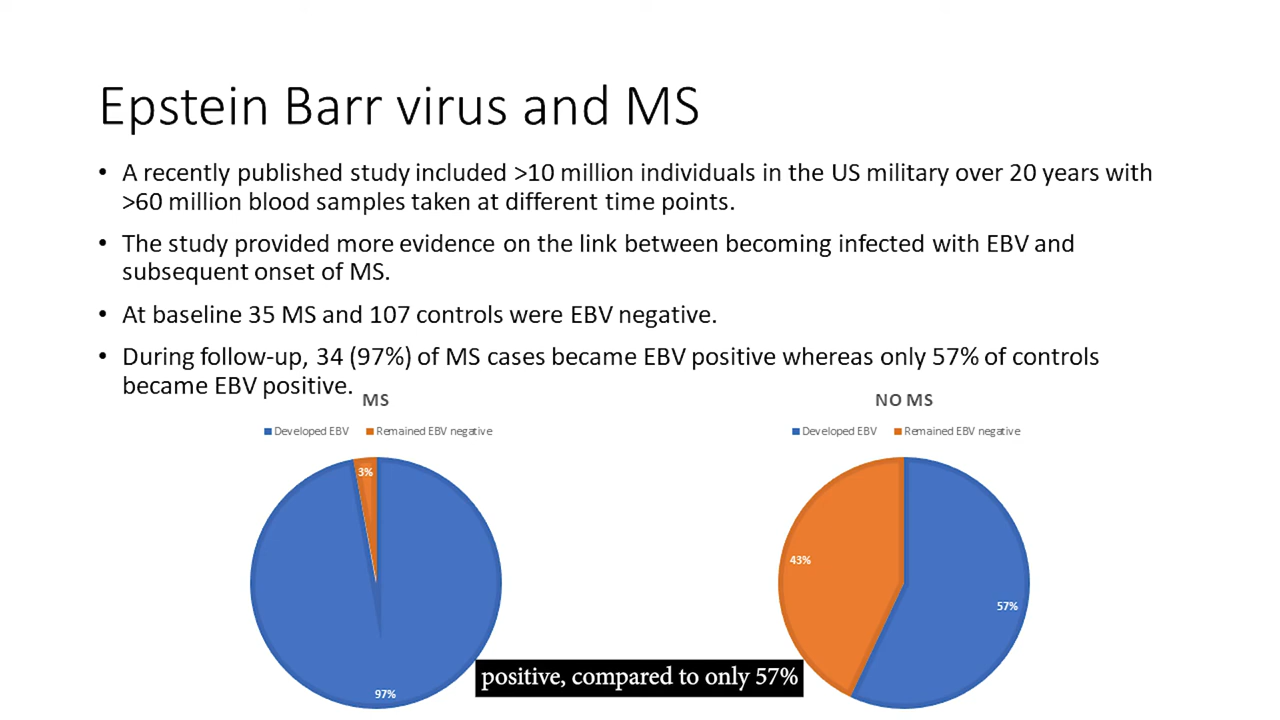 Epstein Barr virus and MS
• A recently published study included >10 million individuals in the US military over 20 years with
>60 million blood samples taken at different time points.
• The study provided more evidence on the link between becoming infected with EBV and
subsequent onset of MS.
• At baseline 35 MS and 107 controls were EBV negative.
• During follow-up, 34 (97%) of MS cases became EBV positive whereas only 57% of controls
became EBV positive.
MS
Developed EBV Remained EBV negative
3%
97%
NO MS
Developed EBV Remained EBV negative
43%
57%
positive, compared to only 57%